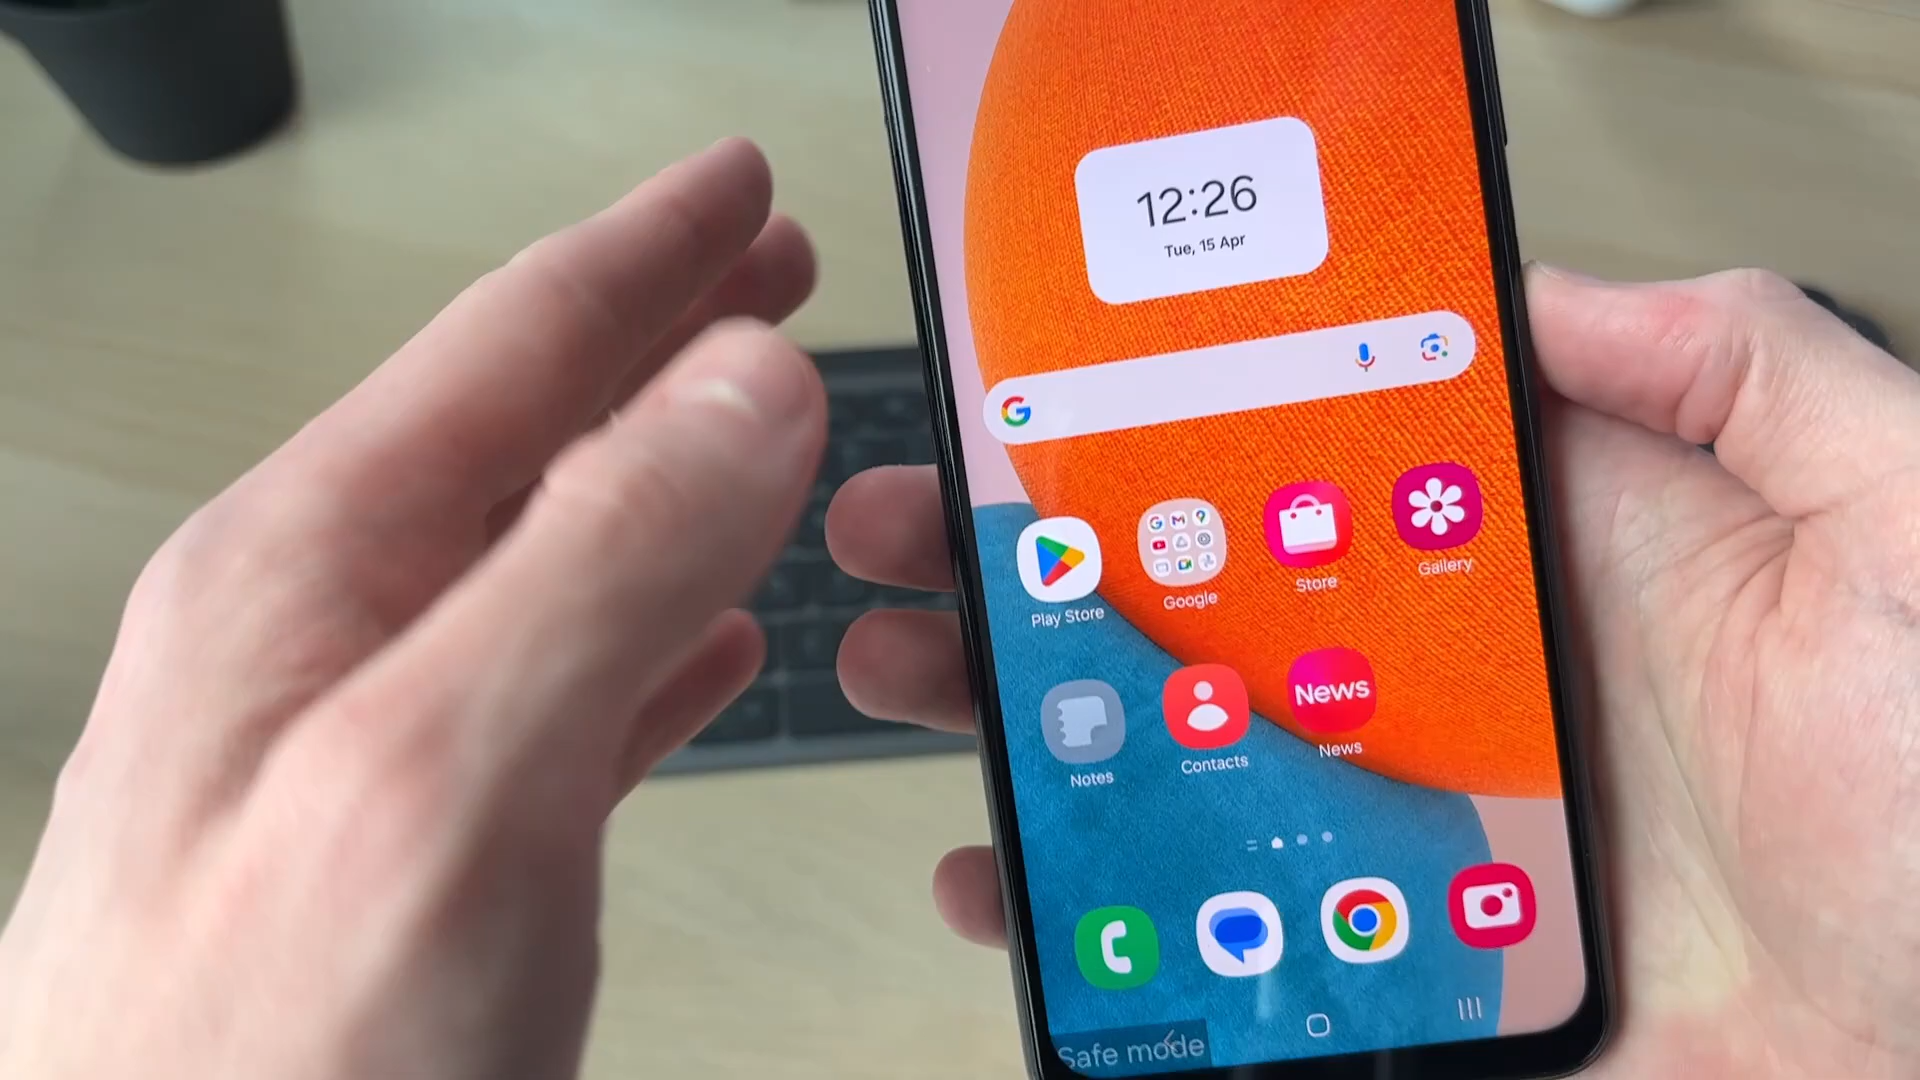 12:26
Tue, 15 Apr
Play Store
Google
Store
Gallery
Notes
Contacts
News
News
Safe mode